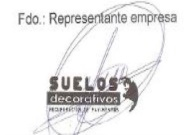 Fdo.: Representante empresa
SUELOS
decorativos